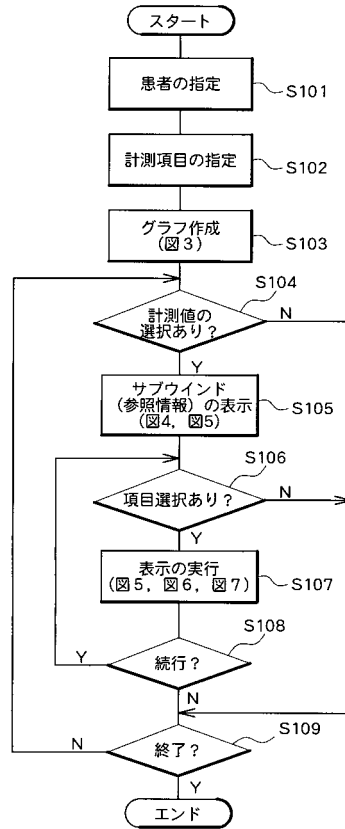 スタート
患者の指定
S101
計測項目の指定
S102
グラフ作成
(図3)
S103
S104
計測値の
選択あり?
N
Y
サブウインド
(参照情報)の表示
(図4, 図5)
S105
S106
項目選択あり?
N
Y
表示の実行
(図5, 図6, 図7)
S107
S108
続行?
Y
N
S109
終了?
N
Y
エンド